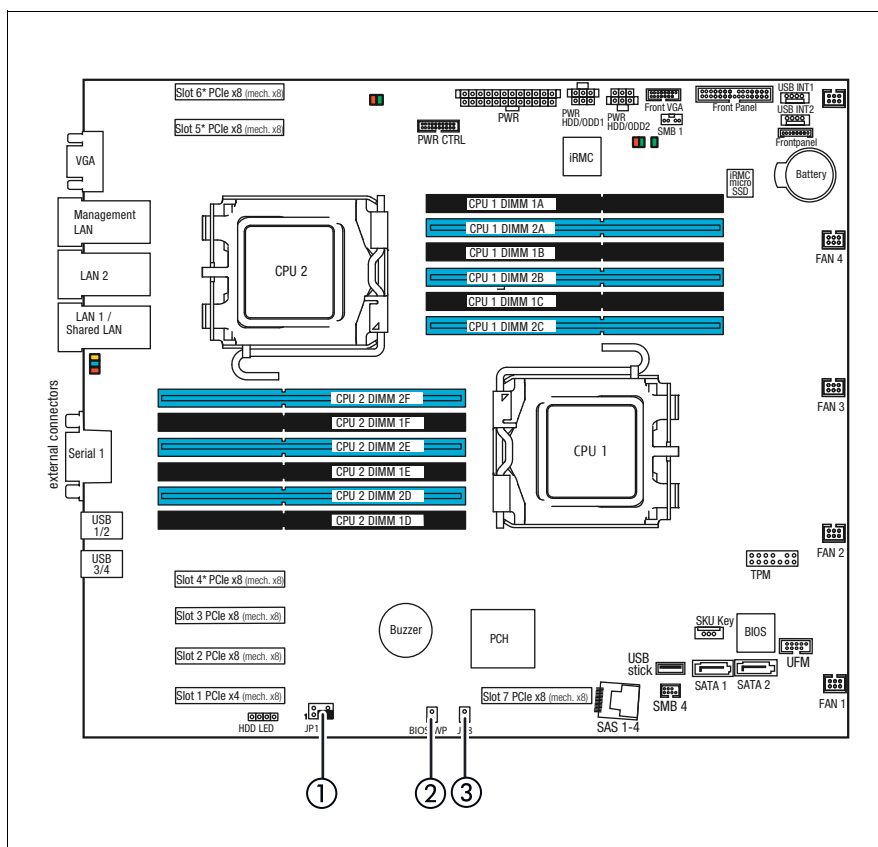 Slot 6* PCIe x8 (mech. x8)
Slot 5* PCIe x8 (mech. x8)
PWR CTRL
PWR
PWR
HDD/ODD1
PWR
HDD/ODD2
Front VGA
SMB 1
Front Panel
USB INT1
USB INT2
Frontpanel
iRMC
iRMC
micro
SSD
Battery
VGA
Management
LAN
LAN 2
LAN 1 /
Shared LAN
external connectors
Serial 1
USB
1/2
USB
3/4
CPU 2
CPU 1 DIMM 1A
CPU 1 DIMM 2A
CPU 1 DIMM 1B
CPU 1 DIMM 2B
CPU 1 DIMM 1C
CPU 1 DIMM 2C
FAN 4
CPU 2 DIMM 2F
CPU 2 DIMM 1F
CPU 2 DIMM 2E
CPU 2 DIMM 1E
CPU 2 DIMM 2D
CPU 2 DIMM 1D
CPU 1
FAN 3
FAN 2
TPM
Slot 4* PCIe x8 (mech. x8)
Slot 3 PCIe x8 (mech. x8)
Slot 2 PCIe x8 (mech. x8)
Slot 1 PCIe x4 (mech. x8)
Buzzer
PCH
SKU Key
BIOS
UFM
USB
stick
SATA 1
SATA 2
SMB 4
FAN 1
Slot 7 PCIe x8 (mech. x8)
SAS 1-4
HDD LED
1
JP1
1
2
3